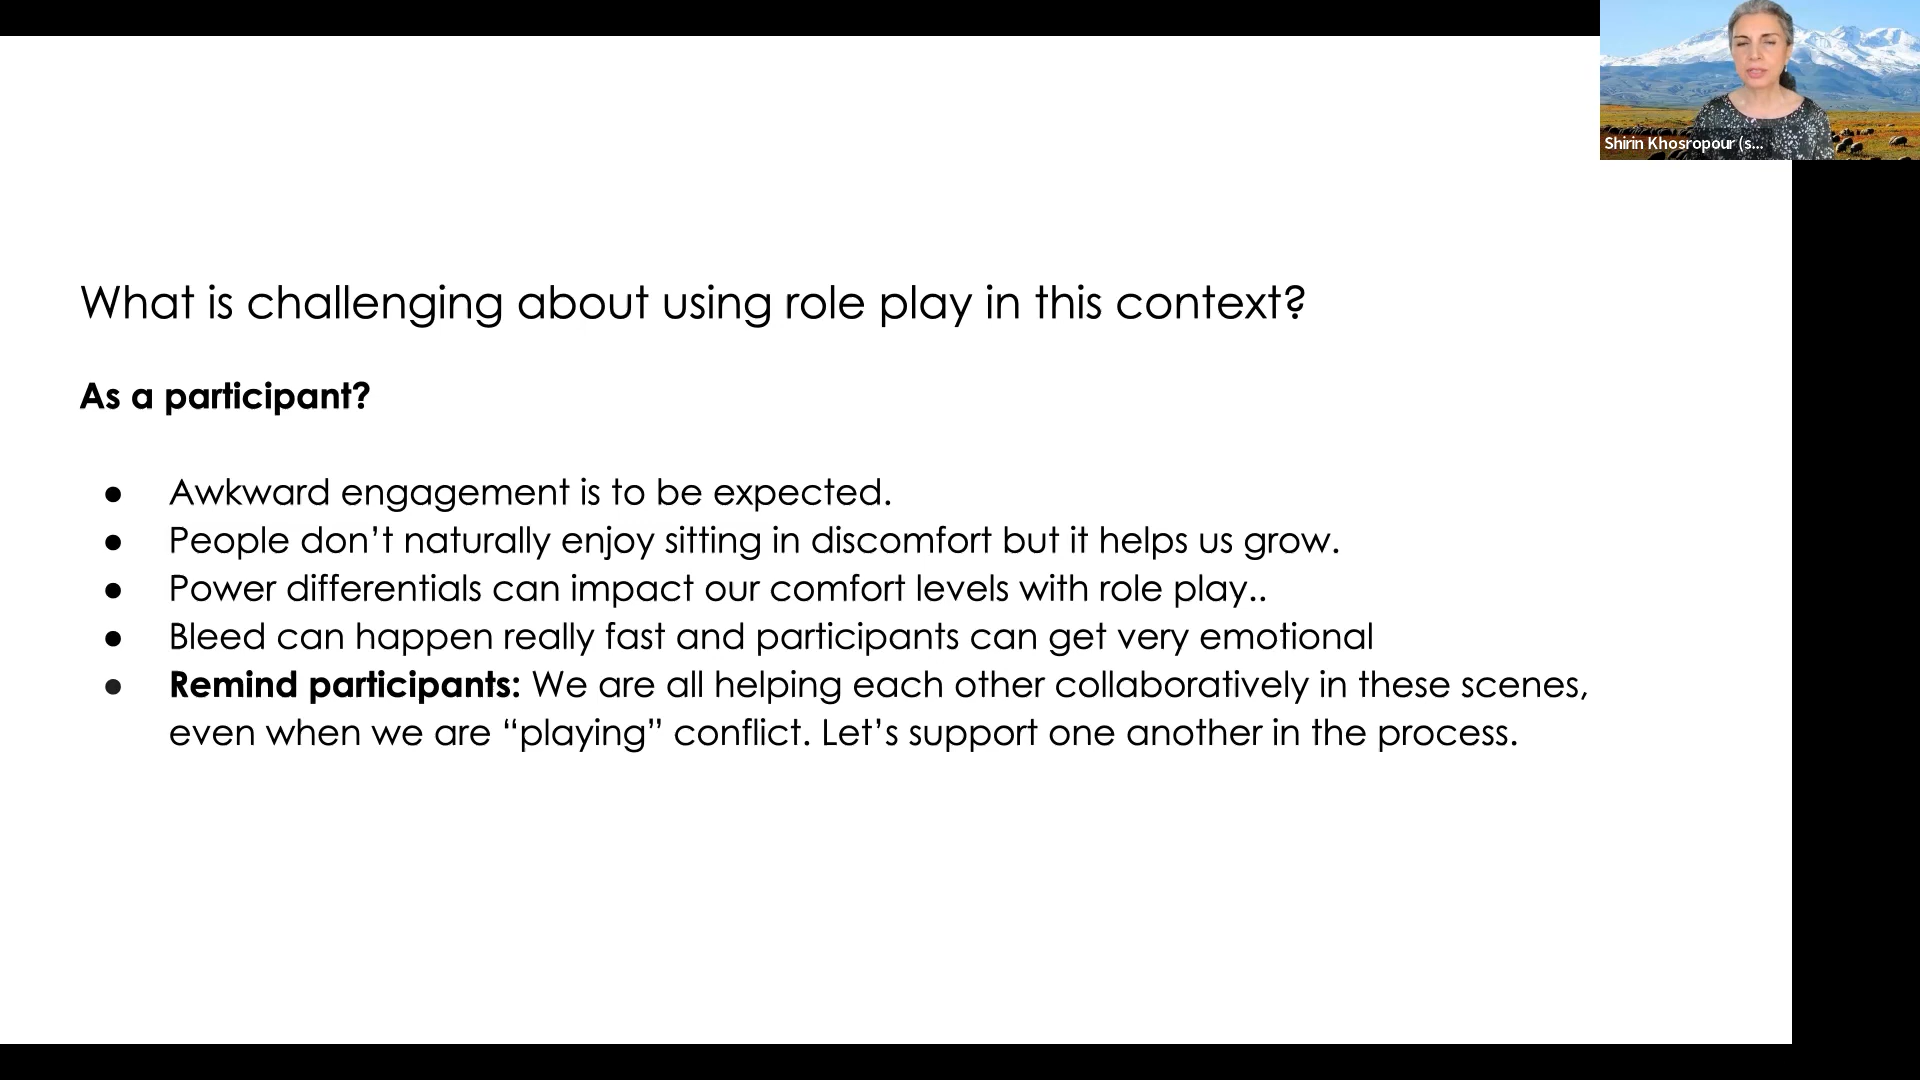 Shirin Khosropour (s...
What is challenging about using role play in this context?
As a participant?
● Awkward engagement is to be expected.
● People don’t naturally enjoy sitting in discomfort but it helps us grow.
● Power differentials can impact our comfort levels with role play..
● Bleed can happen really fast and participants can get very emotional
● Remind participants: We are all helping each other collaboratively in these scenes,
even when we are “playing” conflict. Let’s support one another in the process.